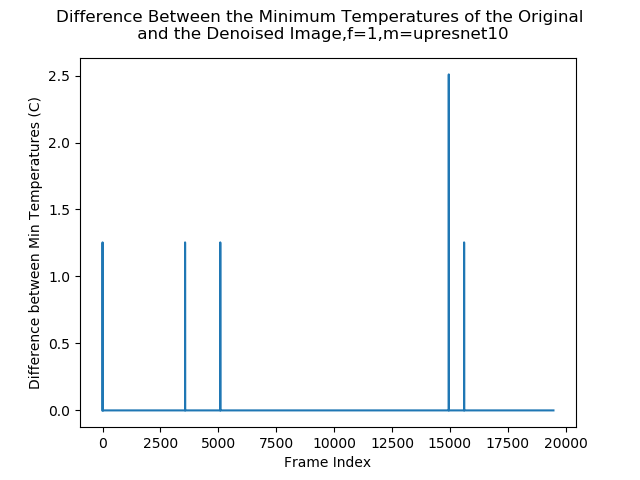 Difference Between the Minimum Temperatures of the Original
and the Denoised Image,f=1,m=upresnet10
Difference between Min Temperatures (C)
2.5
2.0
1.5
1.0
0.5
0.0
0 2500 5000 7500 10000 12500 15000 17500 20000
Frame Index